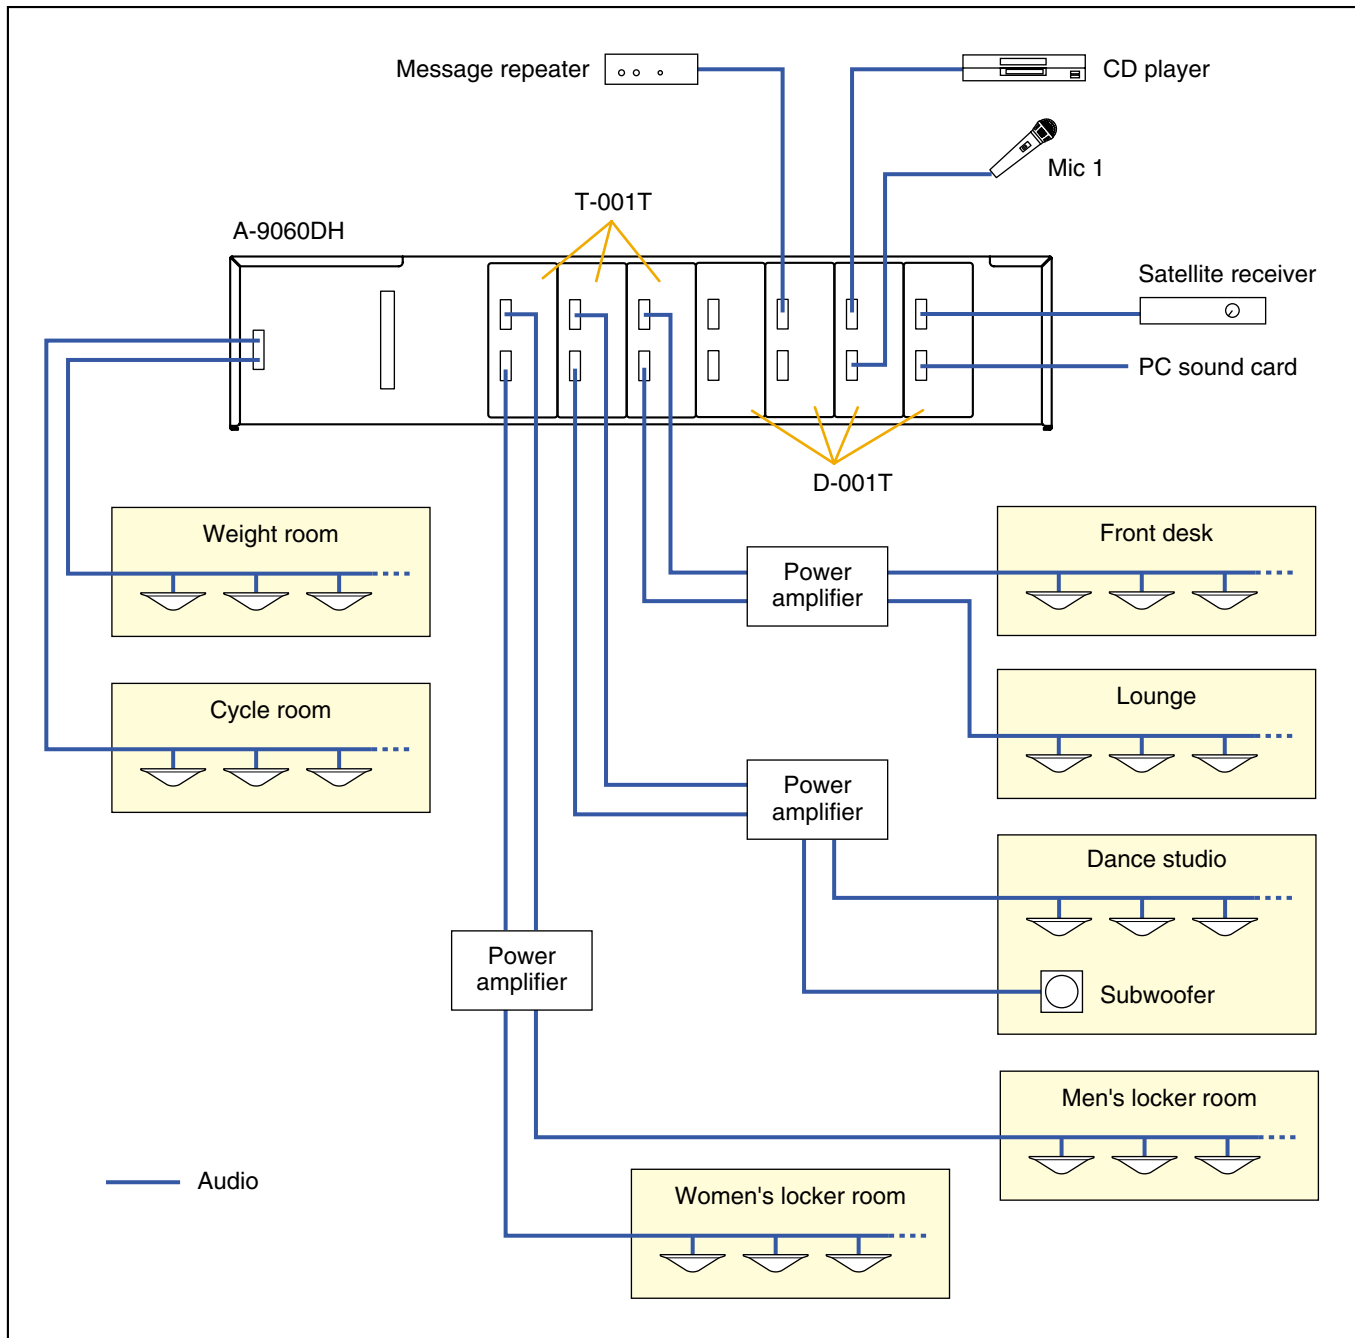 Message repeater
CD player
Mic 1
T-001T
A-9060DH
Satellite receiver
PC sound card
D-001T
Weight room
Front desk
Power
amplifier
Cycle room
Lounge
Power
amplifier
Dance studio
Power
amplifier
Subwoofer
Men's locker room
Audio
Women's locker room